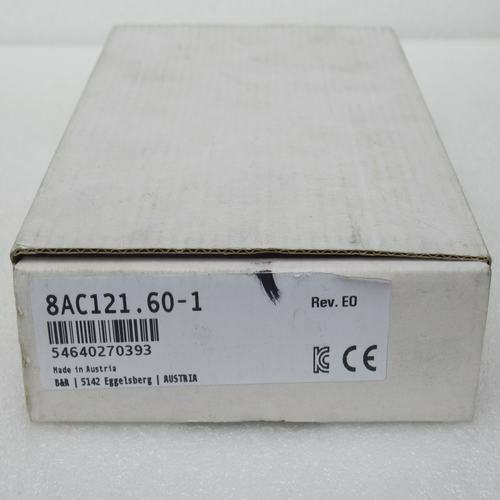 8AC121.60-1
Rev. E0
54640270393
Made in Austria
B&R | 5142 Eggelsberg | AUSTRIA
CE